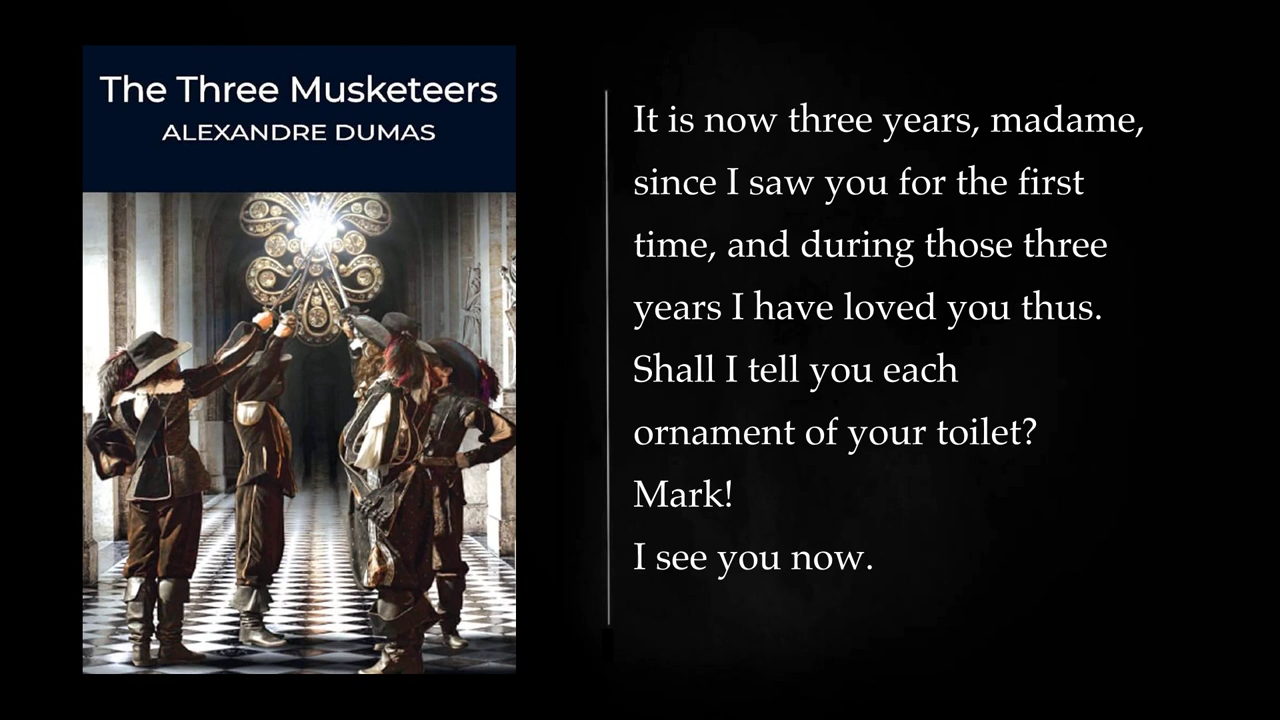 The Three Musketeers
ALEXANDRE DUMAS
It is now three years, madame,
since I saw you for the first
time, and during those three
years I have loved you thus.
Shall I tell you each
ornament of your toilet?
Mark!
I see you now.